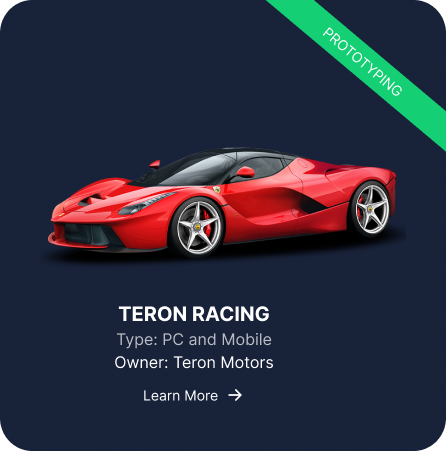 PROTOTYPING
TERON RACING
Type: PC and Mobile
Owner: Teron Motors
Learn More →